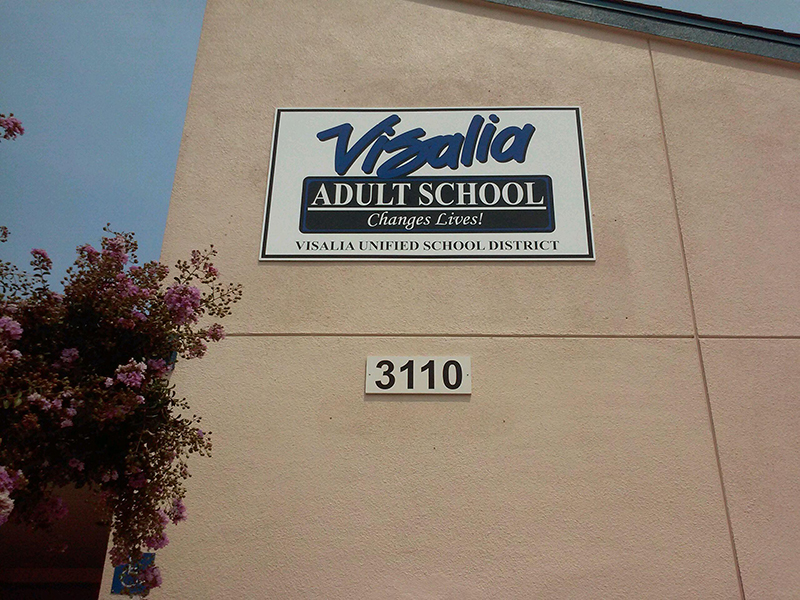 Visalia
ADULT SCHOOL
Changes Lives!
VISALIA UNIFIED SCHOOL DISTRICT
3110